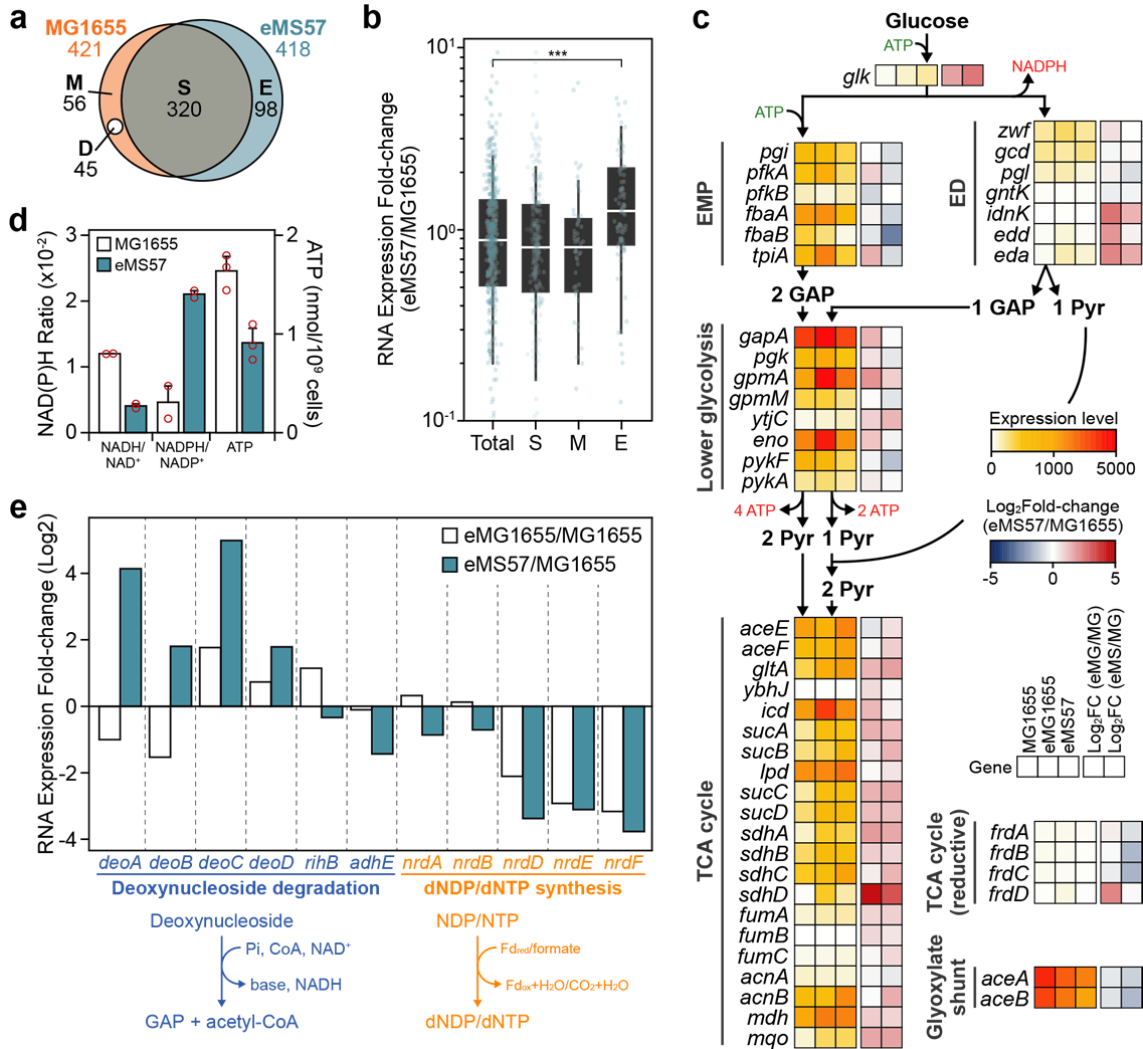 a
MG1655
421
eMS57
418
M
56
S
320
E
98
D
45
b
RNA Expression Fold-change
(eMS57/MG1655)
10¹
10⁰
10⁻¹
***
Total
S
M
E
c
Glucose
ATP
glk
NADPH
ATP
EMP
pgi
pfkA
pfkB
fbaA
fbaB
tpiA
ED
zwf
gcd
pgl
gntK
idnK
edd
eda
2 GAP
1 GAP
1 Pyr
Lower glycolysis
gapA
pgk
gpmA
gpmM
ytjC
eno
pykF
pykA
Expression level
0
1000
5000
Log₂Fold-change
(eMS57/MG1655)
-5
0
5
4 ATP
2 ATP
2 Pyr
1 Pyr
2 Pyr
TCA cycle
aceE
aceF
gltA
ybhJ
icd
sucA
sucB
lpd
sucC
sucD
sdhA
sdhB
sdhC
sdhD
fumA
fumB
fumC
acnA
acnB
mdh
mqo
MG1655
eMG1655
eMS57
Log₂FC (eMG/MG)
Log₂FC (eMS/MG)
Gene
TCA cycle
(reductive)
frdA
frdB
frdC
frdD
Glyoxylate
shunt
aceA
aceB
d
NAD(P)H Ratio (x10⁻²)
3
2
1
0
MG1655
eMS57
2
1
0
ATP
(nmol/10⁹ cells)
NADH/
NAD⁺
NADPH/
NADP⁺
ATP
e
RNA Expression Fold-change (Log2)
4
2
0
-2
-4
eMG1655/MG1655
eMS57/MG1655
deoA
deoB
deoC
deoD
rihB
adhE
nrdA
nrdB
nrdD
nrdE
nrdF
Deoxynucleoside degradation
dNDP/dNTP synthesis
Deoxynucleoside
Pi, CoA, NAD⁺
base, NADH
GAP + acetyl-CoA
NDP/NTP
Fdred/formate
Fdox+H₂O/CO₂+H₂O
dNDP/dNTP